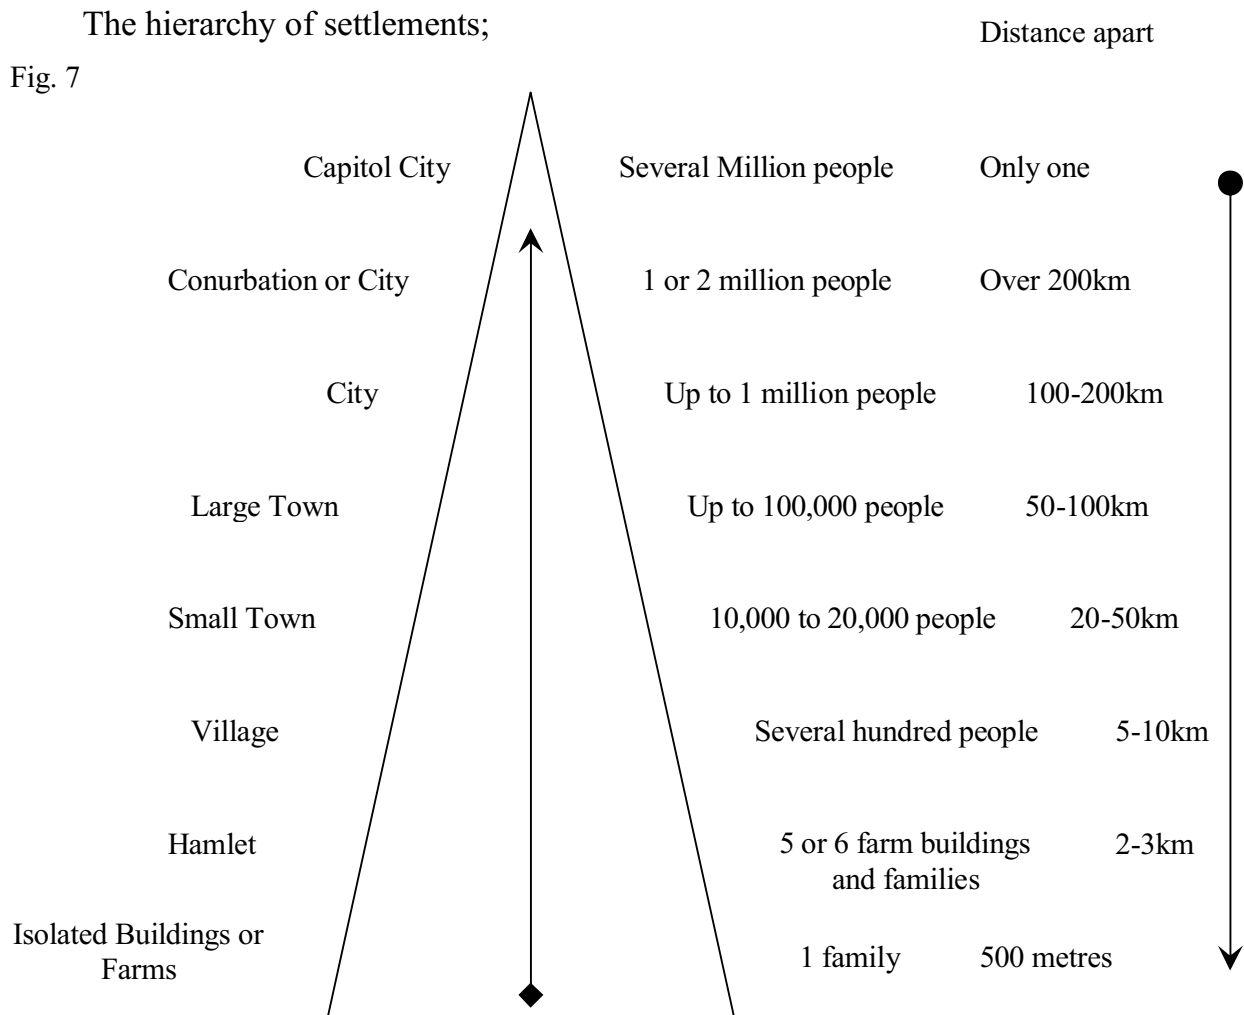 The hierarchy of settlements;
Distance apart
Fig. 7
Capitol City Several Million people Only one
Conurbation or City 1 or 2 million people Over 200km
City Up to 1 million people 100-200km
Large Town Up to 100,000 people 50-100km
Small Town 10,000 to 20,000 people 20-50km
Village Several hundred people 5-10km
Hamlet 5 or 6 farm buildings 2-3km
and families
Isolated Buildings or
Farms
1 family 500 metres